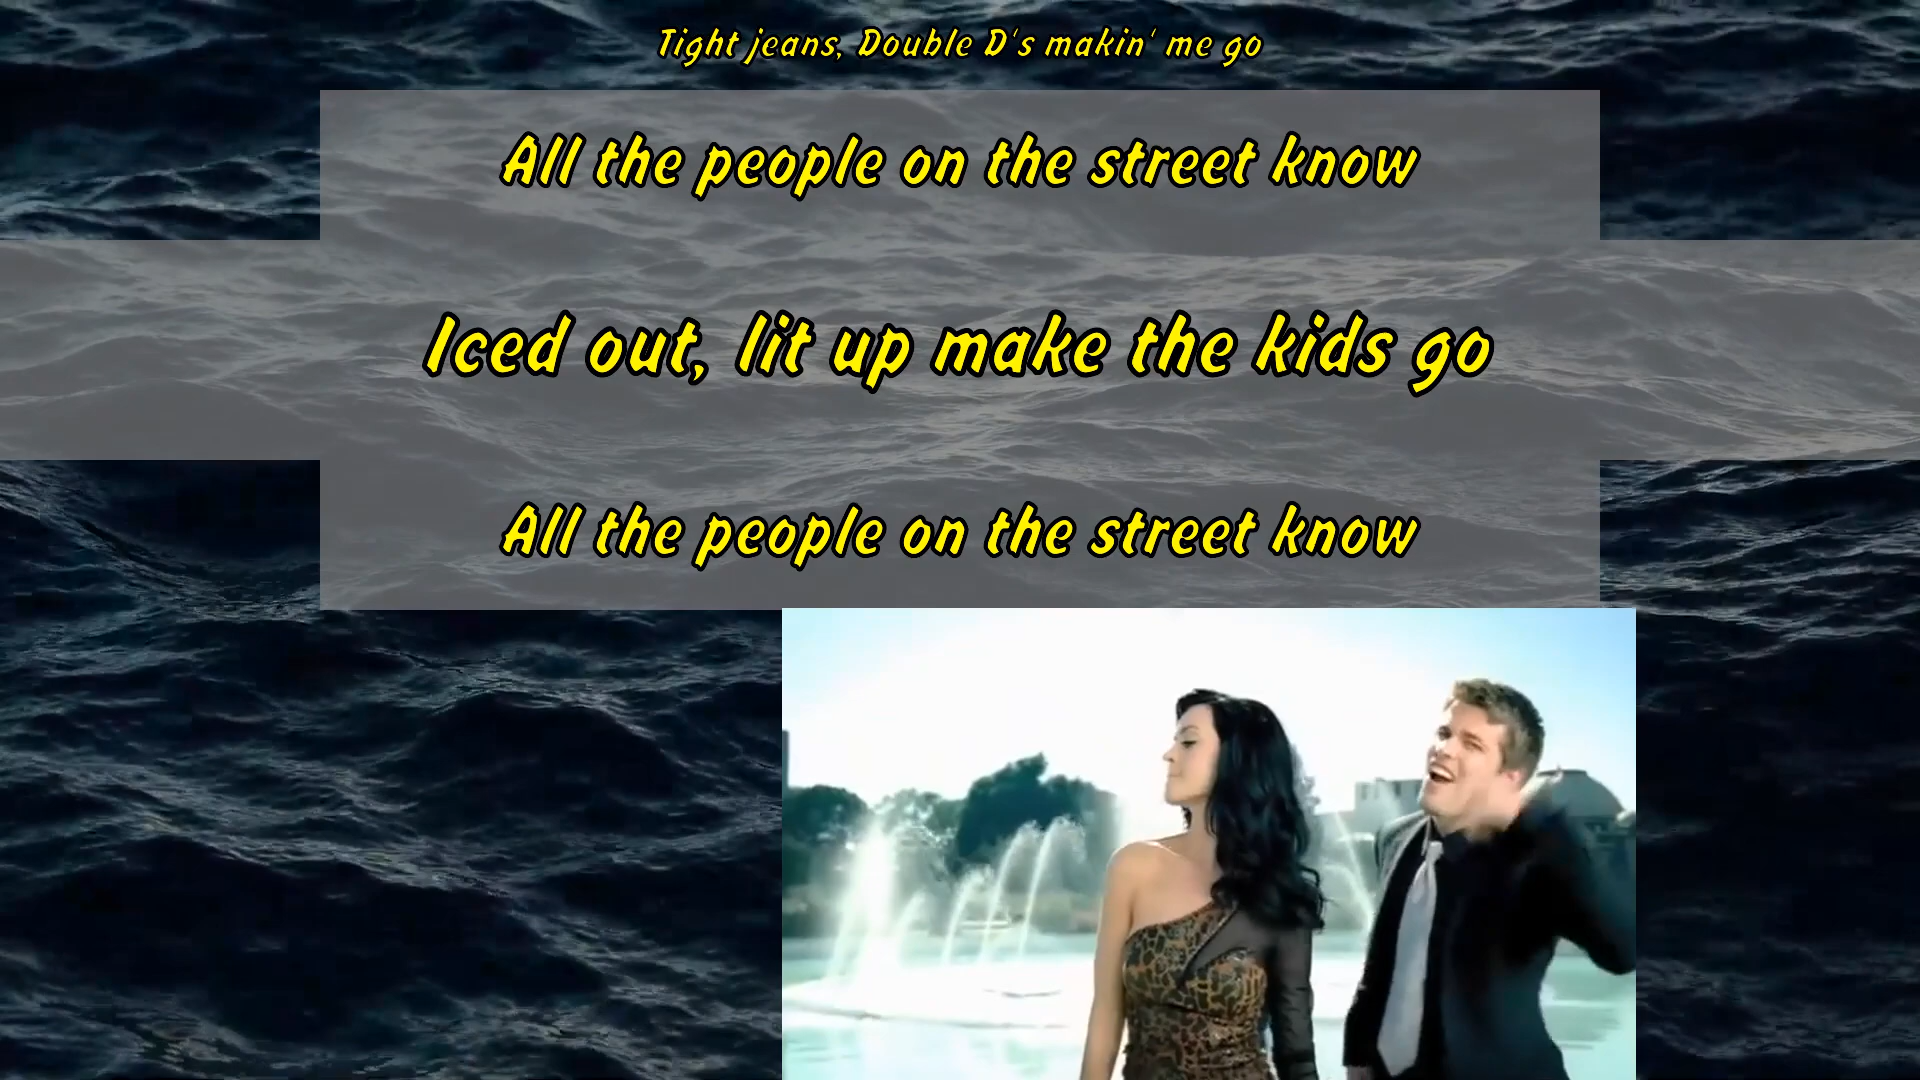 Tight jeans, Double D's makin' me go
All the people on the street know
Iced out, lit up make the kids go
All the people on the street know